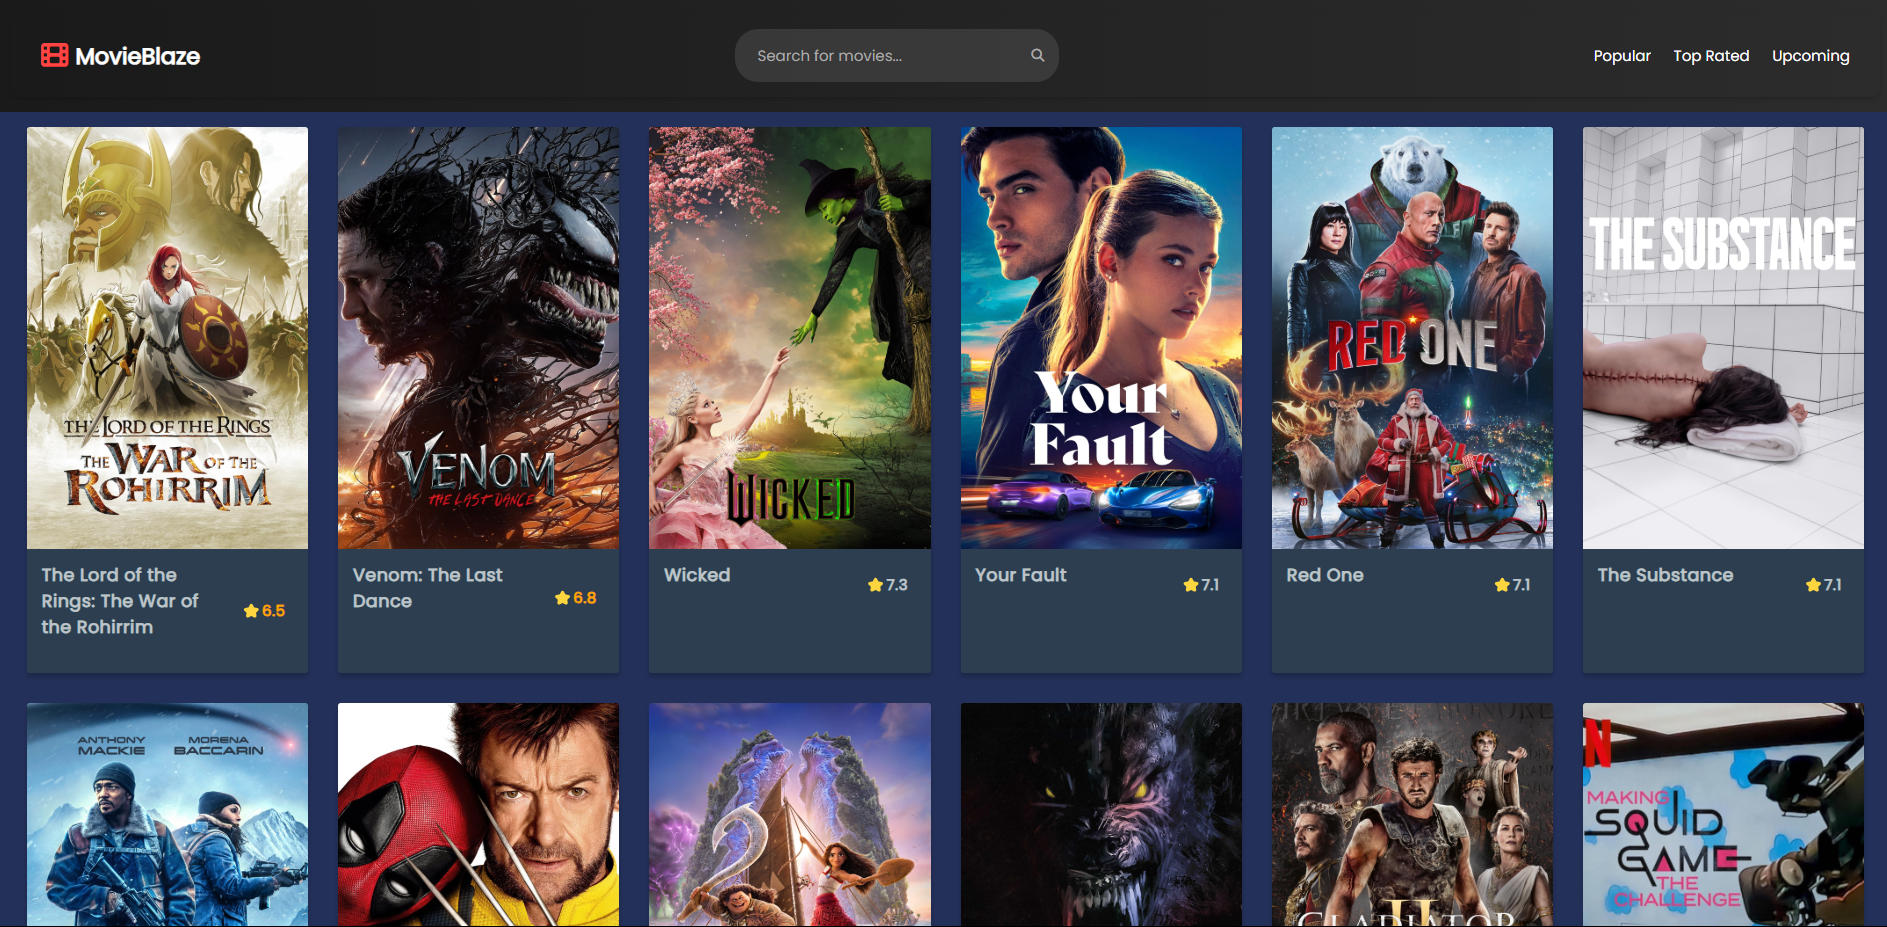 MovieBlaze
Search for movies...
Popular
Top Rated
Upcoming
THE LORD OF THE RINGS
THE WAR OF THE
ROHIRRIM
VENOM
THE LAST DANCE
WICKED
Your
Fault
RED ONE
THE SUBSTANCE
The Lord of the
Rings: The War of
the Rohirrim
6.5
Venom: The Last
Dance
6.8
Wicked
7.3
Your Fault
7.1
Red One
7.1
The Substance
7.1
ANTHONY
MACKIE
MORENA
BACCARIN
GLADIATOR
II
N
MAKING
SQUID
GAME
THE
CHALLENGE